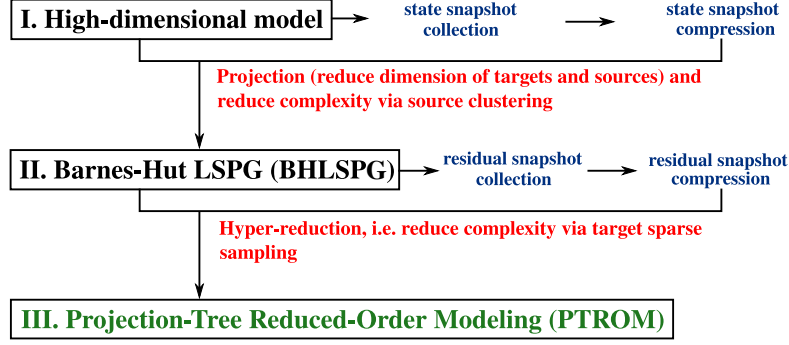 I. High-dimensional model
state snapshot
collection
state snapshot
compression
Projection (reduce dimension of targets and sources) and
reduce complexity via source clustering
II. Barnes-Hut LSPG (BHLSPG)
residual snapshot
collection
residual snapshot
compression
Hyper-reduction, i.e. reduce complexity via target sparse
sampling
III. Projection-Tree Reduced-Order Modeling (PTROM)